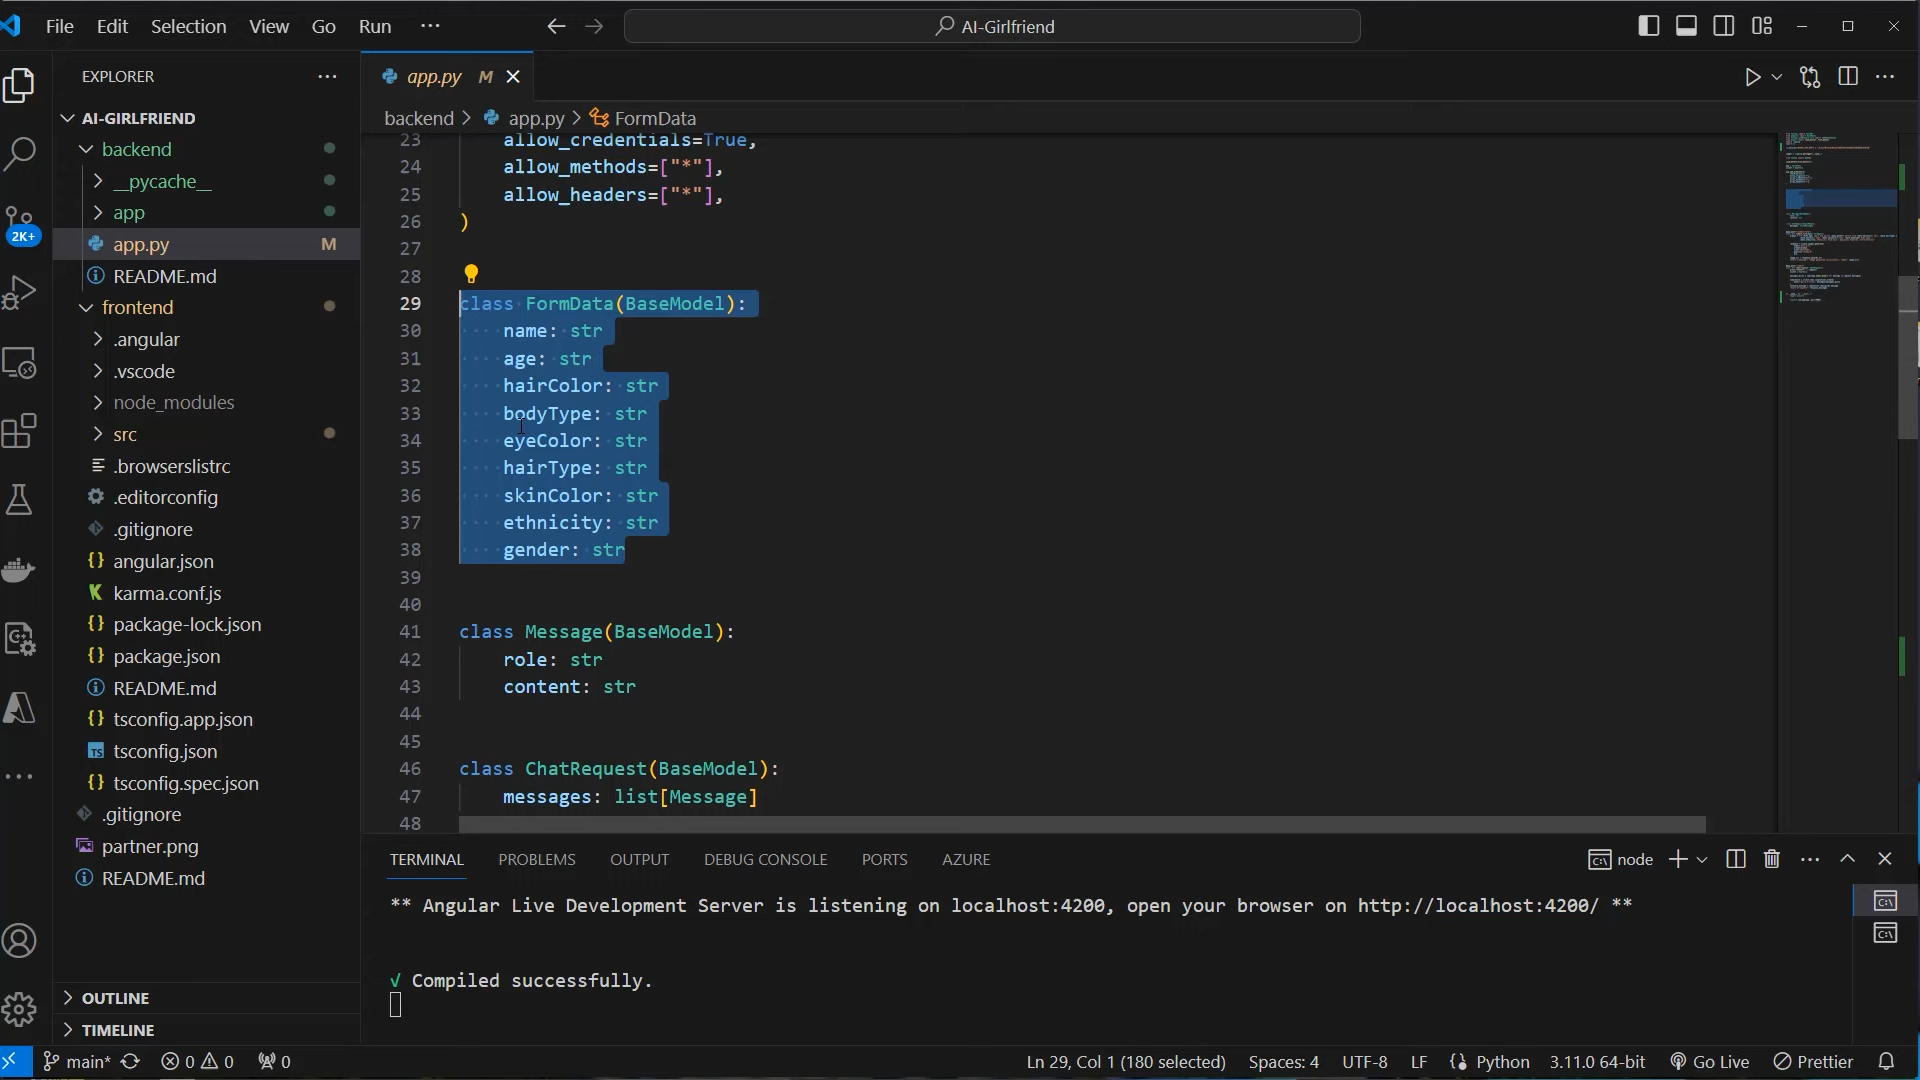 File Edit Selection View Go Run ···
AI-Girlfriend
EXPLORER
AI-GIRLFRIEND
backend
__pycache__
app
app.py M
README.md
frontend
.angular
.vscode
node_modules
src
.browserslistrc
.editorconfig
.gitignore
angular.json
karma.conf.js
package-lock.json
package.json
README.md
tsconfig.app.json
tsconfig.json
tsconfig.spec.json
.gitignore
partner.png
README.md
OUTLINE
TIMELINE
2K+
app.py M
backend > app.py > FormData
23 allow_credentials=True,
24 allow_methods=["*"],
25 allow_headers=["*"],
26 )
27
28
29 class FormData(BaseModel):
30 name: str
31 age: str
32 hairColor: str
33 bodyType: str
34 eyeColor: str
35 hairType: str
36 skinColor: str
37 ethnicity: str
38 gender: str
39
40
41 class Message(BaseModel):
42 role: str
43 content: str
44
45
46 class ChatRequest(BaseModel):
47 messages: list[Message]
48
TERMINAL PROBLEMS OUTPUT DEBUG CONSOLE PORTS AZURE
node
** Angular Live Development Server is listening on localhost:4200, open your browser on http://localhost:4200/ **
√ Compiled successfully.
main* 0 0 0 Ln 29, Col 1 (180 selected) Spaces: 4 UTF-8 LF Python 3.11.0 64-bit Go Live Prettier